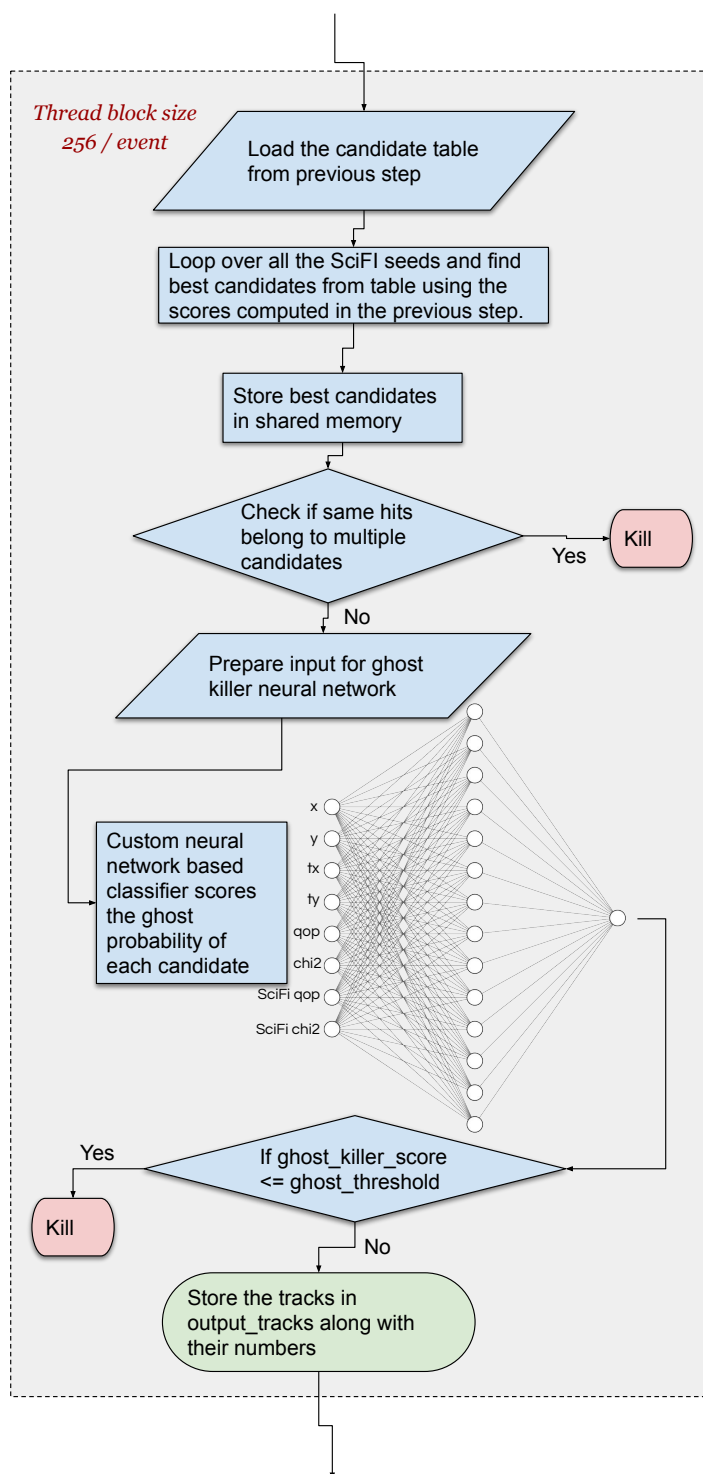 Thread block size
256 / event
Load the candidate table
from previous step
Loop over all the SciFI seeds and find
best candidates from table using the
scores computed in the previous step.
Store best candidates
in shared memory
Check if same hits
belong to multiple
candidates
Yes
Kill
No
Prepare input for ghost
killer neural network
Custom neural
network based
classifier scores
the ghost
probability of
each candidate
x
y
tx
ty
qop
chi2
SciFi qop
SciFi chi2
If ghost_killer_score
<= ghost_threshold
Yes
Kill
No
Store the tracks in
output_tracks along with
their numbers